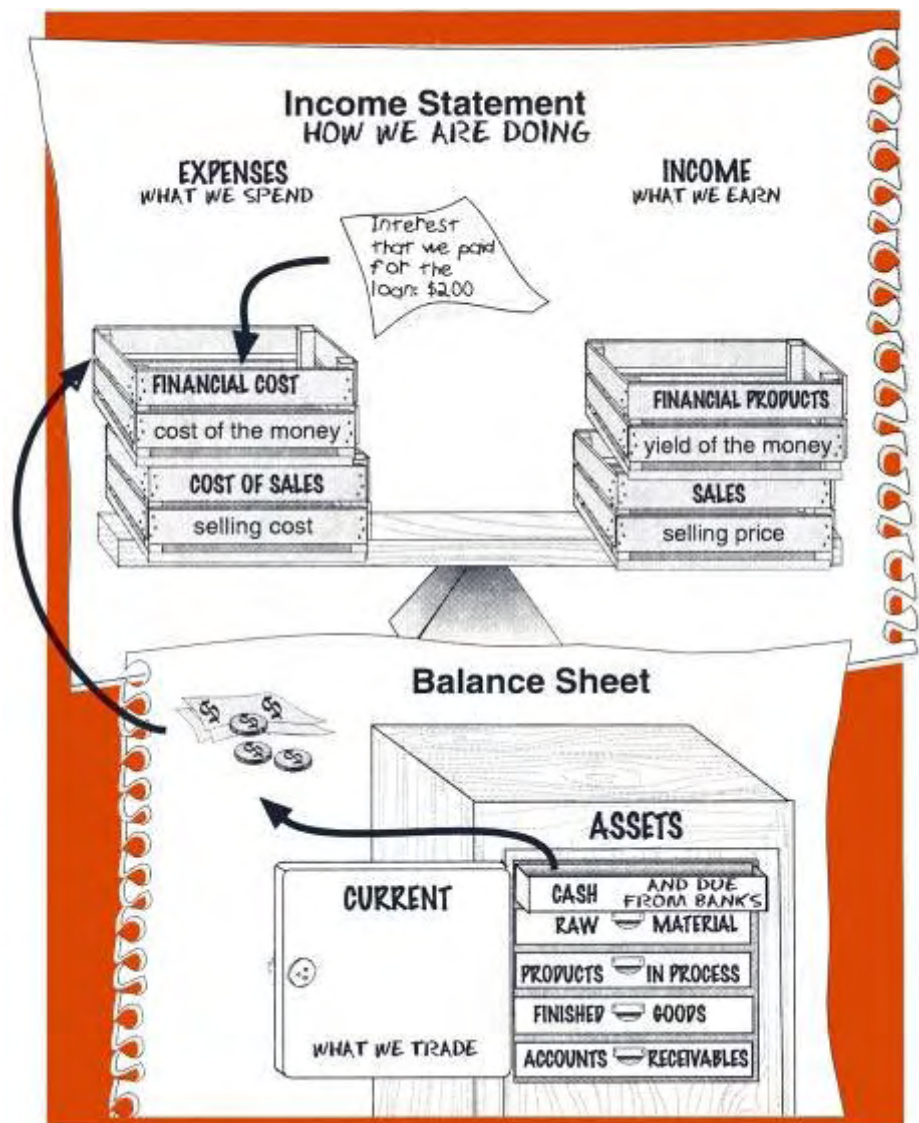 Income Statement
HOW WE ARE DOING
EXPENSES
WHAT WE SPEND
INCOME
WHAT WE EARN
Interest
that we paid
for the
loan: $200
FINANCIAL COST
cost of the money
COST OF SALES
selling cost
FINANCIAL PRODUCTS
yield of the money
SALES
selling price
Balance Sheet
$ $
$
$ $
ASSETS
CURRENT
WHAT WE TRADE
CASH AND DUE
FROM BANKS
RAW MATERIAL
PRODUCTS IN PROCESS
FINISHED GOODS
ACCOUNTS RECEIVABLES